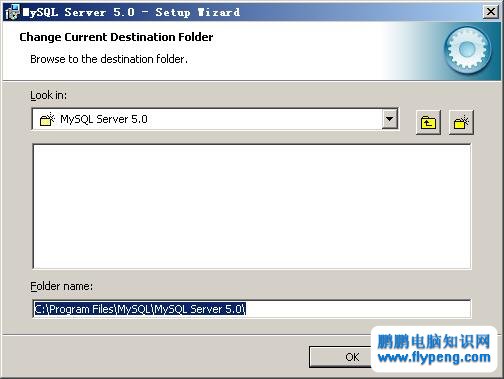 MySQL Server 5.0 - Setup Wizard
Change Current Destination Folder
Browse to the destination folder.
Look in:
MySQL Server 5.0
Folder name:
C:\Program Files\MySQL\MySQL Server 5.0\
OK
鹏鹏电脑知识网
www.flypeng.com